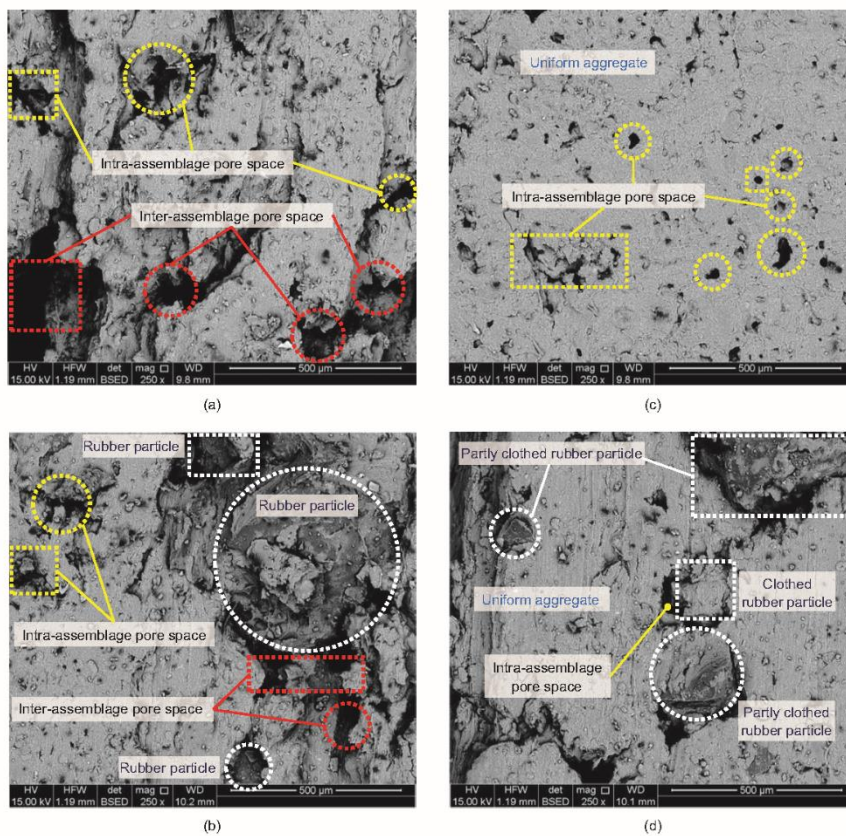 Intra-assemblage pore space
Inter-assemblage pore space
HV HFW det mag □ WD
15.00 kV 1.19 mm BSED 250 x 9.8 mm
500 µm
(a)
Uniform aggregate
Intra-assemblage pore space
HV HFW det mag □ WD
15.00 kV 1.19 mm BSED 250 x 9.8 mm
500 µm
(c)
Rubber particle
Rubber particle
Intra-assemblage pore space
Inter-assemblage pore space
Rubber particle
HV HFW det mag □ WD
15.00 kV 1.19 mm BSED 250 x 10.2 mm
500 µm
(b)
Partly clothed rubber particle
Uniform aggregate
Clothed
rubber particle
Intra-assemblage
pore space
Partly clothed
rubber particle
HV HFW det mag □ WD
15.00 kV 1.19 mm BSED 250 x 10.1 mm
500 µm
(d)